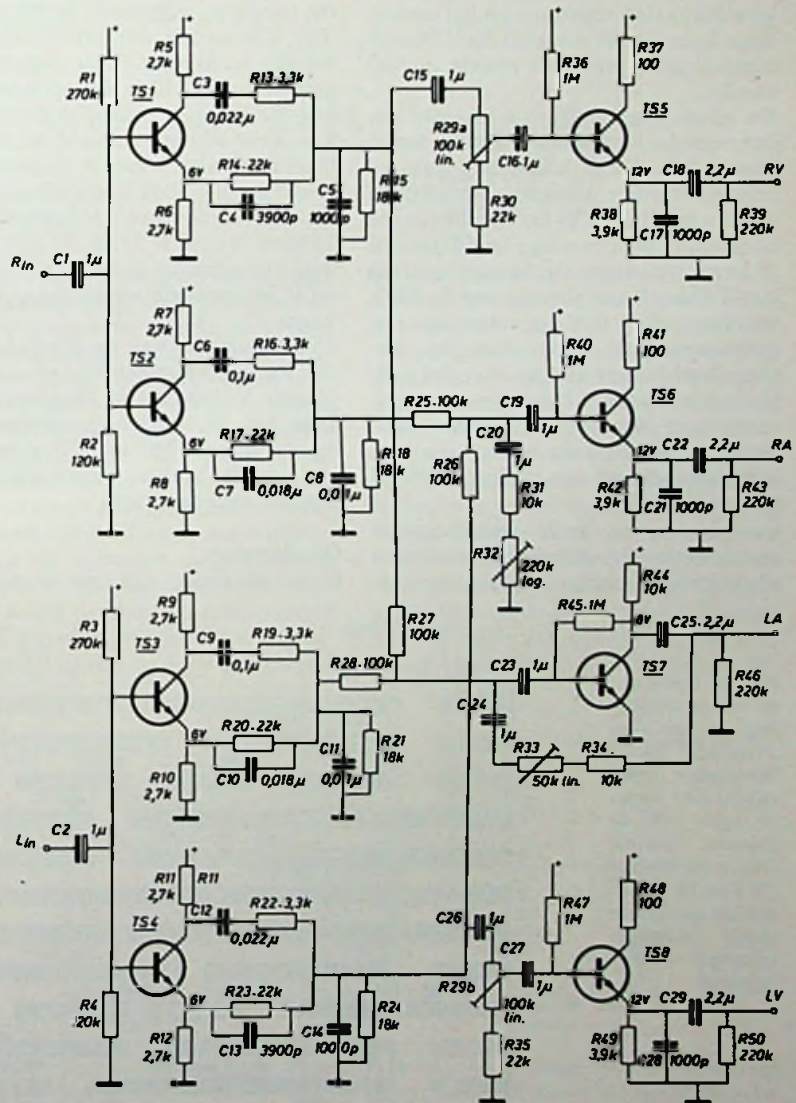 R1
270k
R5
2,7k
TS1
C3
0,022µ
R13-3,3k
6V
R14-22k
C4
3900p
R6
2,7k
C5
1000p
R15
18k
C15
1µ
R29a
100k
lin.
R30
22k
C16-1µ
R36
1M
R37
100
TS5
12V
C18
2,2µ
RV
R38
3,9k
C17
1000p
R39
220k
Rin
C1
1µ
R7
2,7k
TS2
C6
0,1µ
R16-3,3k
6V
R17-22k
C7
0,018µ
R2
120k
R8
2,7k
C8
0,01µ
R18
18k
R25-100k
R26
100k
C19
1µ
C20
1µ
R31
10k
R32
220k
log.
R40
1M
R41
100
TS6
12V
C22
2,2µ
RA
R42
3,9k
C21
1000p
R43
220k
R3
270k
R9
2,7k
TS3
C9
0,1µ
R19-3,3k
6V
R20-22k
C10
0,018µ
R10
2,7k
C11
0,01µ
R21
18k
R27
100k
R28-100k
C23
1µ
C24
1µ
R33
50k lin.
R34
10k
R45-1M
R44
10k
8V
C25-2,2µ
LA
TS7
R46
220k
Lin
C2
1µ
R11
2,7k
R11
TS4
C12
0,022µ
R22-3,3k
6V
R23-22k
C13
3900p
R4
120k
R12
2,7k
C14
1000p
R24
18k
C26
1µ
R29b
100k
lin.
R35
22k
C27
1µ
R47
1M
R48
100
TS8
12V
C29
2,2µ
LV
R49
3,9k
C28
1000p
R50
220k